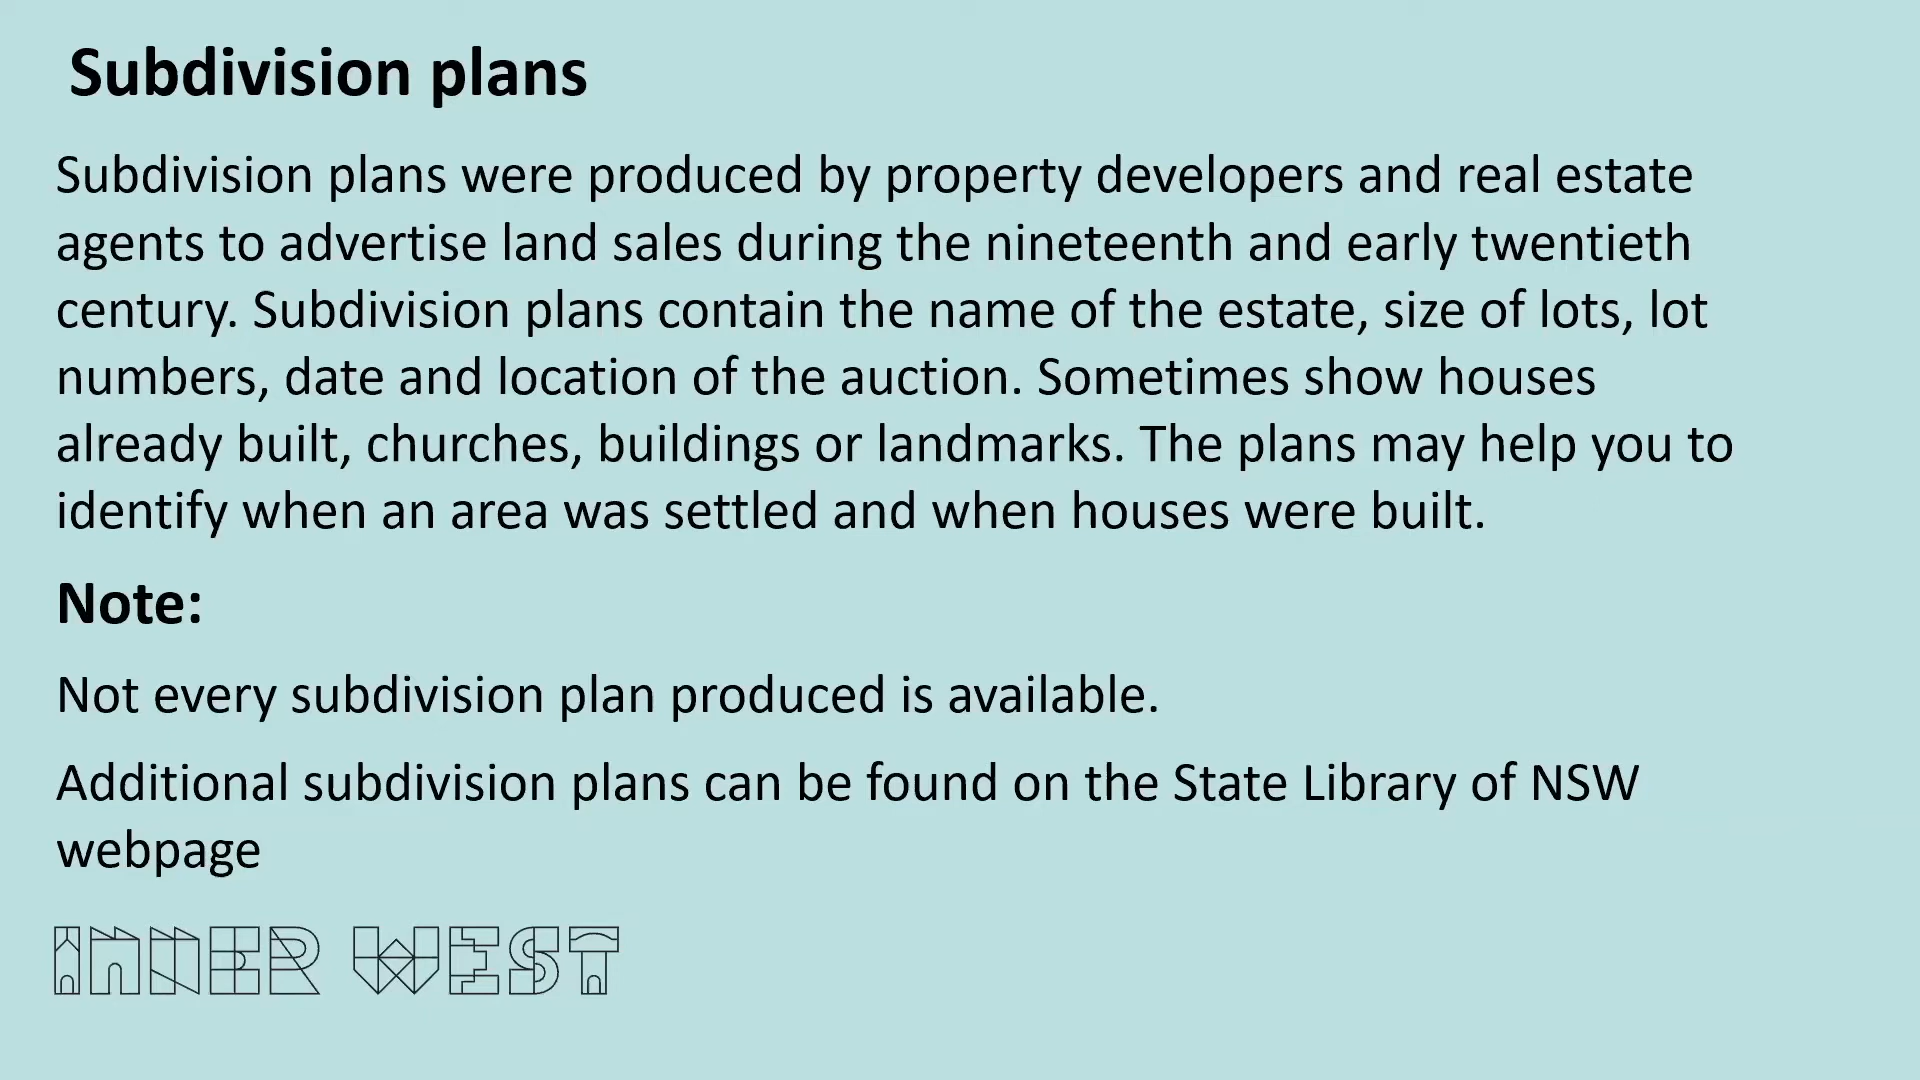 Subdivision plans
Subdivision plans were produced by property developers and real estate
agents to advertise land sales during the nineteenth and early twentieth
century. Subdivision plans contain the name of the estate, size of lots, lot
numbers, date and location of the auction. Sometimes show houses
already built, churches, buildings or landmarks. The plans may help you to
identify when an area was settled and when houses were built.
Note:
Not every subdivision plan produced is available.
Additional subdivision plans can be found on the State Library of NSW
webpage
INNER WEST